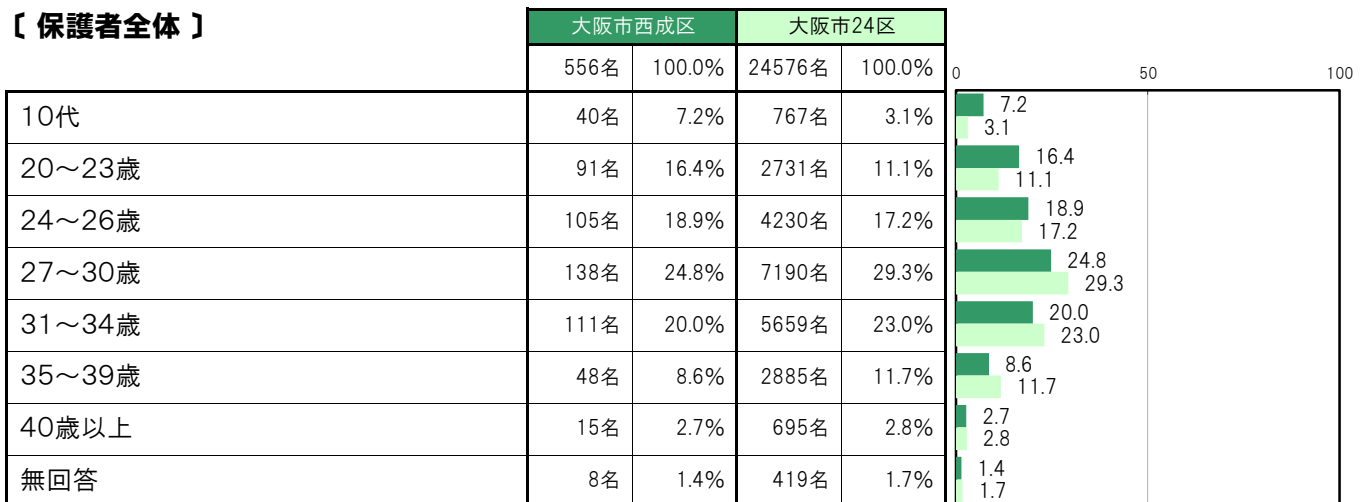 〔 保護者全体 〕
大阪市西成区 大阪市24区
556名 100.0% 24576名 100.0%
0 50 100
10代 40名 7.2% 767名 3.1% 7.2
3.1
20～23歳 91名 16.4% 2731名 11.1% 16.4
11.1
24～26歳 105名 18.9% 4230名 17.2% 18.9
17.2
27～30歳 138名 24.8% 7190名 29.3% 24.8
29.3
31～34歳 111名 20.0% 5659名 23.0% 20.0
23.0
35～39歳 48名 8.6% 2885名 11.7% 8.6
11.7
40歳以上 15名 2.7% 695名 2.8% 2.7
2.8
無回答 8名 1.4% 419名 1.7% 1.4
1.7